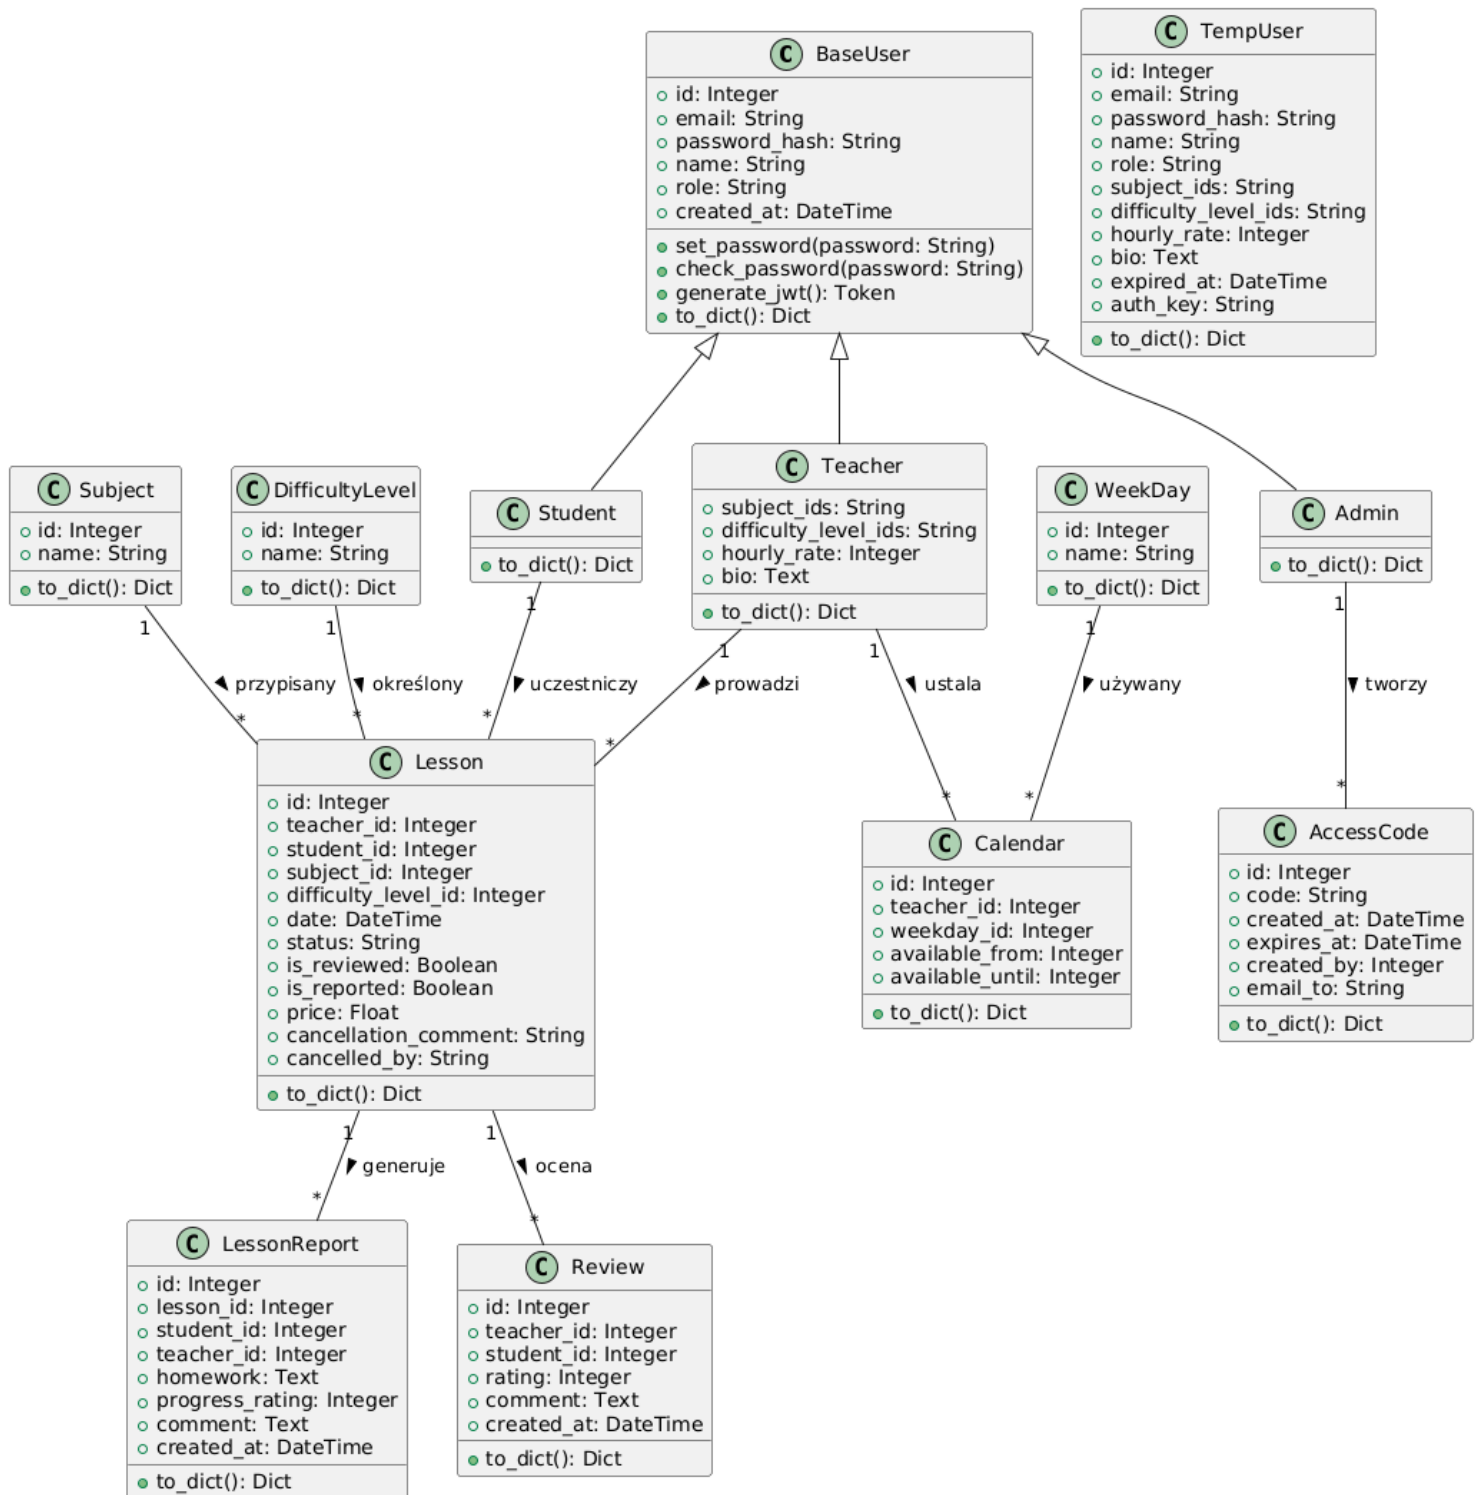 C BaseUser
id: Integer
email: String
password_hash: String
name: String
role: String
created_at: DateTime
set_password(password: String)
check_password(password: String)
generate_jwt(): Token
to_dict(): Dict
C TempUser
id: Integer
email: String
password_hash: String
name: String
role: String
subject_ids: String
difficulty_level_ids: String
hourly_rate: Integer
bio: Text
expired_at: DateTime
auth_key: String
to_dict(): Dict
C Subject
id: Integer
name: String
to_dict(): Dict
C DifficultyLevel
id: Integer
name: String
to_dict(): Dict
C Student
to_dict(): Dict
C Teacher
subject_ids: String
difficulty_level_ids: String
hourly_rate: Integer
bio: Text
to_dict(): Dict
C WeekDay
id: Integer
name: String
to_dict(): Dict
C Admin
to_dict(): Dict
1
przypisany
*
1
określony
*
1
uczestniczy
*
1
prowadzi
*
1
ustala
*
1
używany
*
1
tworzy
*
C Lesson
id: Integer
teacher_id: Integer
student_id: Integer
subject_id: Integer
difficulty_level_id: Integer
date: DateTime
status: String
is_reviewed: Boolean
is_reported: Boolean
price: Float
cancellation_comment: String
cancelled_by: String
to_dict(): Dict
C Calendar
id: Integer
teacher_id: Integer
weekday_id: Integer
available_from: Integer
available_until: Integer
to_dict(): Dict
C AccessCode
id: Integer
code: String
created_at: DateTime
expires_at: DateTime
created_by: Integer
email_to: String
to_dict(): Dict
1
generuje
*
1
ocena
*
C LessonReport
id: Integer
lesson_id: Integer
student_id: Integer
teacher_id: Integer
homework: Text
progress_rating: Integer
comment: Text
created_at: DateTime
to_dict(): Dict
C Review
id: Integer
teacher_id: Integer
student_id: Integer
rating: Integer
comment: Text
created_at: DateTime
to_dict(): Dict